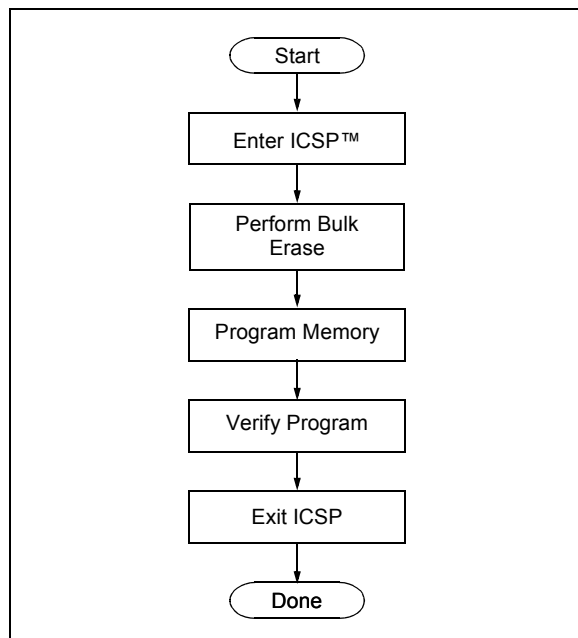 Start
Enter ICSP™
Perform Bulk
Erase
Program Memory
Verify Program
Exit ICSP
Done